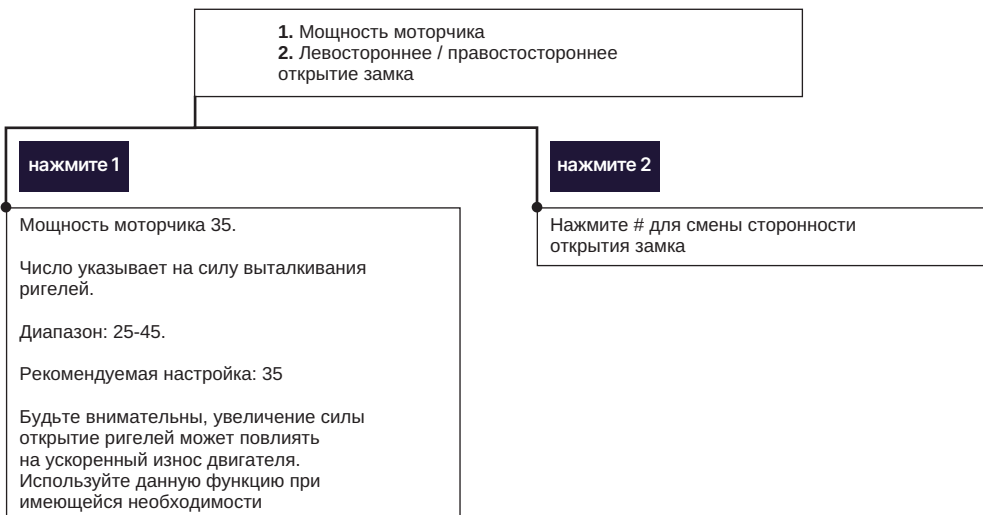 1. Мощность моторчика
2. Левостороннее / правостостороннее
открытие замка
нажмите 1
Мощность моторчика 35.
Число указывает на силу выталкивания
ригелей.
Диапазон: 25-45.
Рекомендуемая настройка: 35
Будьте внимательны, увеличение силы
открытие ригелей может повлиять
на ускоренный износ двигателя.
Используйте данную функцию при
имеющейся необходимости
нажмите 2
Нажмите # для смены сторонности
открытия замка